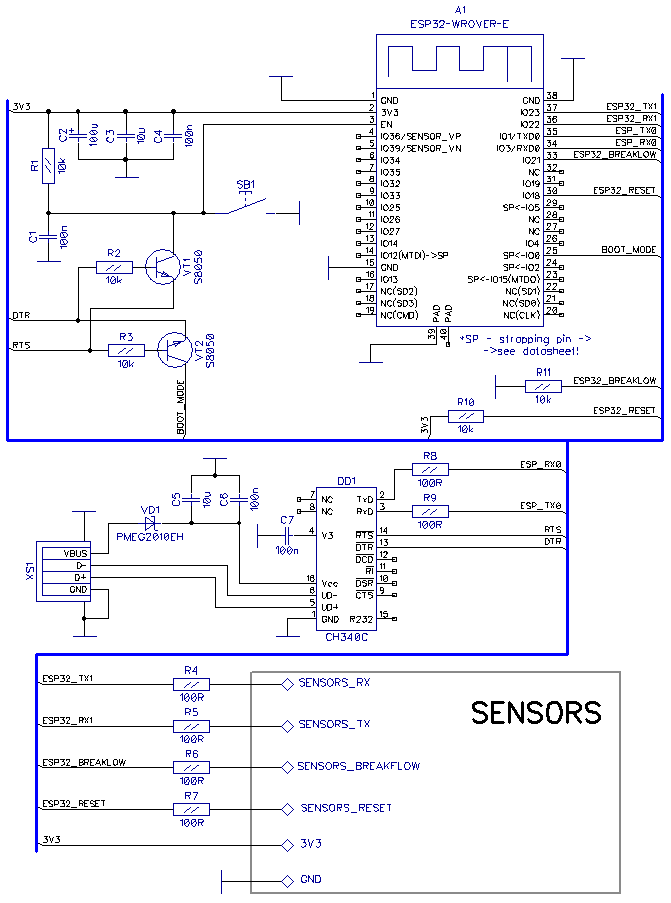 A1
ESP32-WROVER-E
1 GND
2 3V3
3 EN
4 IO36/SENSOR_VP
5 IO39/SENSOR_VN
6 IO34
7 IO35
8 IO32
9 IO33
10 IO25
11 IO26
12 IO27
13 IO14
14 IO12(MTDI)->SP
15 GND
16 IO13
17 NC(SD2)
18 NC(SD3)
19 NC(CMD)
GND 38
IO23 37 ESP32_TX1
IO22 36 ESP32_RX1
IO1/TXD0 35 ESP_TX0
IO3/RXD0 34 ESP_RX0
IO21 33 ESP32_BREAKLOW
NC 32
IO19 31
IO18 30 ESP32_RESET
SP<-IO5 29
NC 28
NC 27
IO4 26
SP<-IO0 25 BOOT_MODE
SP<-IO2 24
SP<-IO15(MTDO) 23
NC(SD1) 22
NC(SD0) 21
NC(CLK) 20
39 PAD
40 PAD
*SP - strapping pin ->
->see datasheet!
3V3
C2 100u
C3 10u
C4 100n
R1 10k
C1 100n
SB1
R2
10k
VT1
S8050
DTR
RTS
R3
10k
VT2
S8050
BOOT_MODE
R11 ESP32_BREAKLOW
10k
R10 ESP32_RESET
3V3
10k
R8 ESP_RX0
100R
R9 ESP_TX0
100R
RTS
DTR
DD1
7 NC
8 NC
4 V3
16 Vcc
6 UD-
5 UD+
1 GND
TxD 2
RxD 3
RTS 14
DTR 13
DCD 12
RI 11
DSR 10
CTS 9
R232 15
CH340C
C5 10u
C6 100n
C7
100n
VD1
PMEG2010EH
XS1
VBUS
D-
D+
GND
ESP32_TX1 R4 SENSORS_RX
100R
SENSORS
ESP32_RX1 R5 SENSORS_TX
100R
ESP32_BREAKLOW R6 SENSORS_BREAKFLOW
100R
ESP32_RESET R7 SENSORS_RESET
100R
3V3 3V3
GND